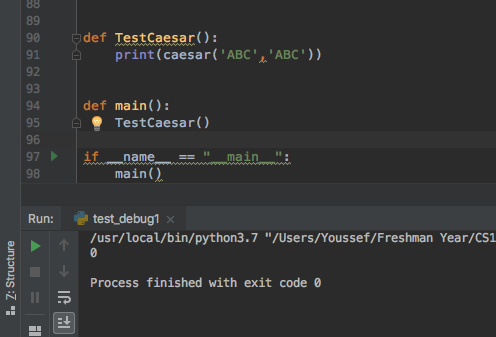 88
89
90 def TestCaesar():
91 print(caesar('ABC','ABC'))
92
93
94 def main():
95 TestCaesar()
96
97 if __name__ == "__main__":
98 main()
Run: test_debug1 ×
/usr/local/bin/python3.7 "/Users/Youssef/Freshman Year/CS1
0
Process finished with exit code 0
Z: Structure